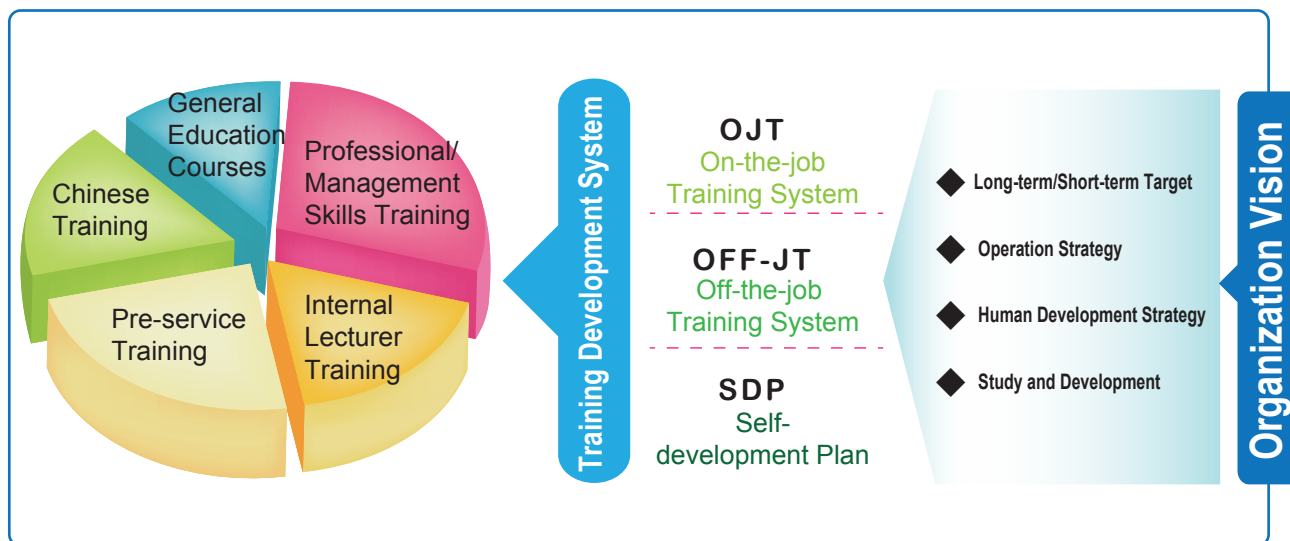 General
Education
Courses
Professional/
Management
Skills Training
Chinese
Training
Pre-service
Training
Internal
Lecturer
Training
Training Development System
OJT
On-the-job
Training System
OFF-JT
Off-the-job
Training System
SDP
Self-
development Plan
Long-term/Short-term Target
Operation Strategy
Human Development Strategy
Study and Development
Organization Vision